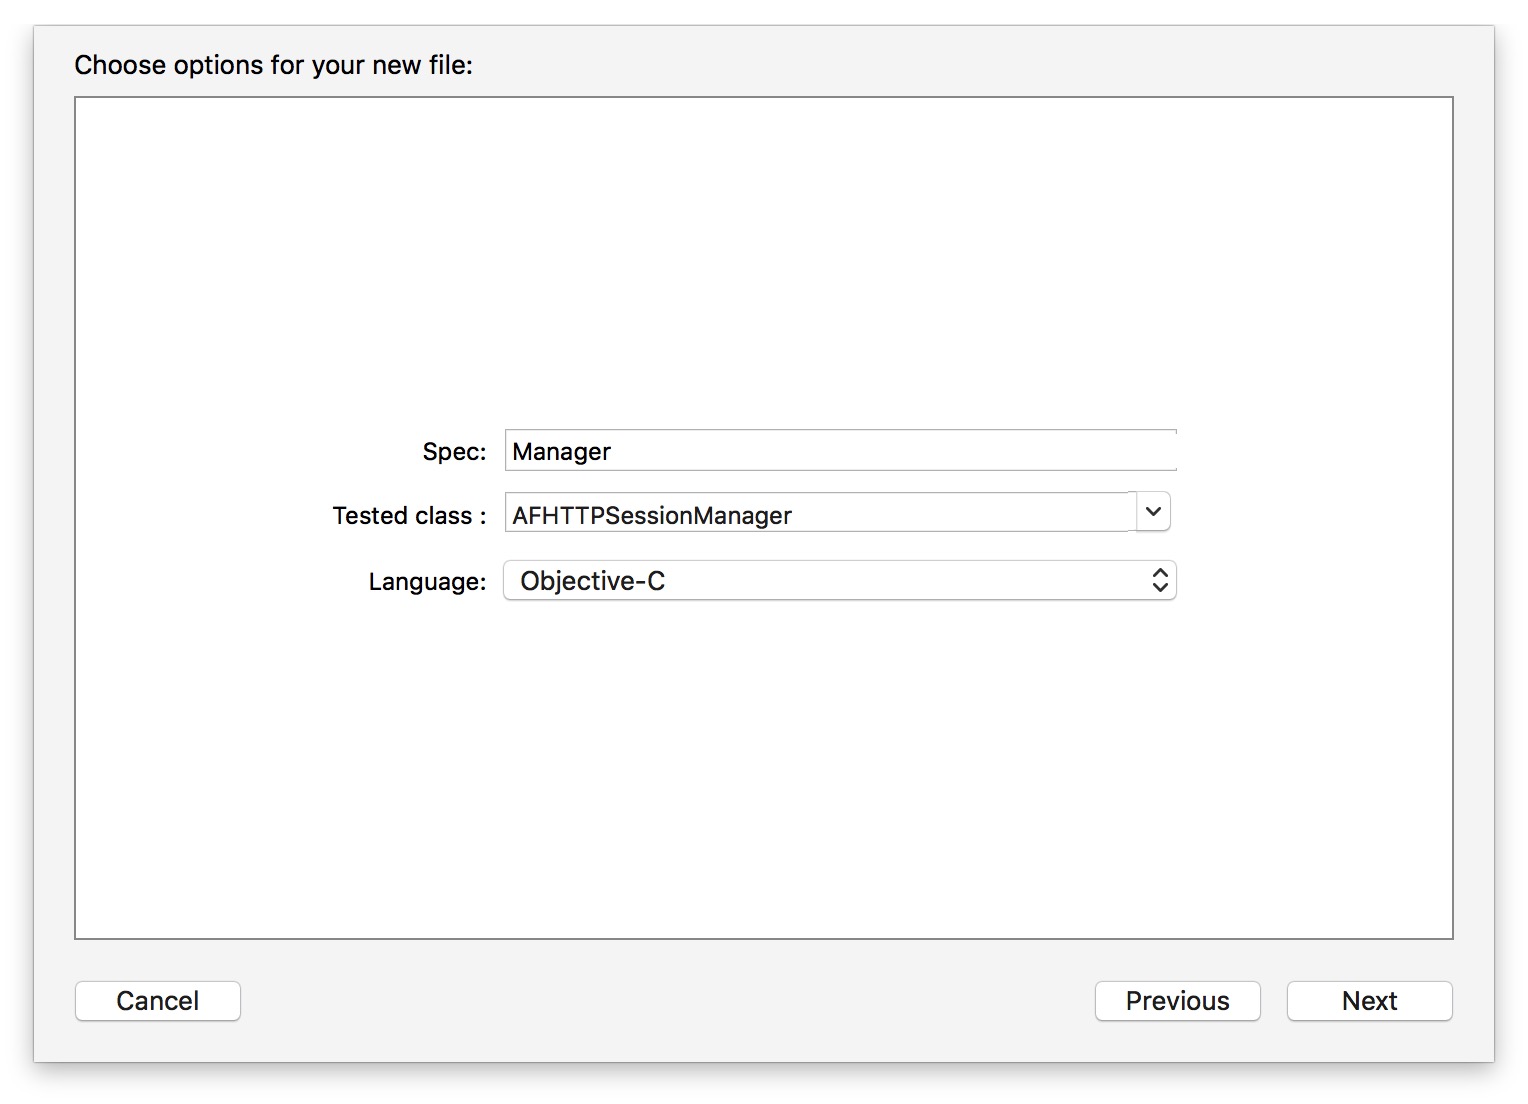 Choose options for your new file:
Spec: Manager
Tested class : AFHTTPSessionManager
Language: Objective-C
Cancel Previous Next